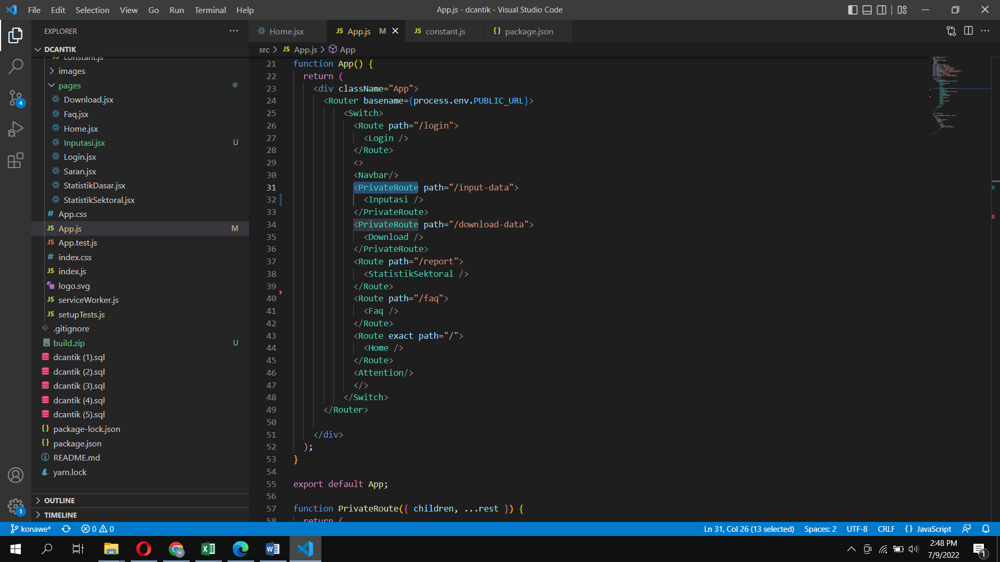 File Edit Selection View Go Run Terminal Help
App.js - dcantik - Visual Studio Code
EXPLORER
Home.jsx
JS App.js M
JS constant.js
{} package.json
DCANTIK
src > JS App.js > App
JS constant.js
images
pages
Download.jsx
Faq.jsx
Home.jsx
Inputasi.jsx U
Login.jsx
Saran.jsx
StatistikDasar.jsx
StatistikSektoral.jsx
# App.css
JS App.js M
JS App.test.js
# index.css
JS index.js
logo.svg
JS serviceWorker.js
JS setupTests.js
.gitignore
build.zip U
dcantik (1).sql
dcantik (2).sql
dcantik (3).sql
dcantik (4).sql
dcantik (5).sql
{} package-lock.json
{} package.json
README.md
yarn.lock
OUTLINE
TIMELINE
4
1
21 function App() {
22 return (
23 <div className="App">
24 <Router basename={process.env.PUBLIC_URL}>
25 <Switch>
26 <Route path="/login">
27 <Login />
28 </Route>
29 <>
30 <Navbar/>
31 <PrivateRoute path="/input-data">
32 <Inputasi />
33 </PrivateRoute>
34 <PrivateRoute path="/download-data">
35 <Download />
36 </PrivateRoute>
37 <Route path="/report">
38 <StatistikSektoral />
39 </Route>
40 <Route path="/faq">
41 <Faq />
42 </Route>
43 <Route exact path="/">
44 <Home />
45 </Route>
46 <Attention/>
47 </>
48 </Switch>
49 </Router>
50
51 </div>
52 );
53 }
54
55 export default App;
56
57 function PrivateRoute({ children, ...rest }) {
58 return (
konawe* 0 0
Ln 31, Col 26 (13 selected) Spaces: 2 UTF-8 CRLF {} JavaScript
2:48 PM
7/9/2022
1